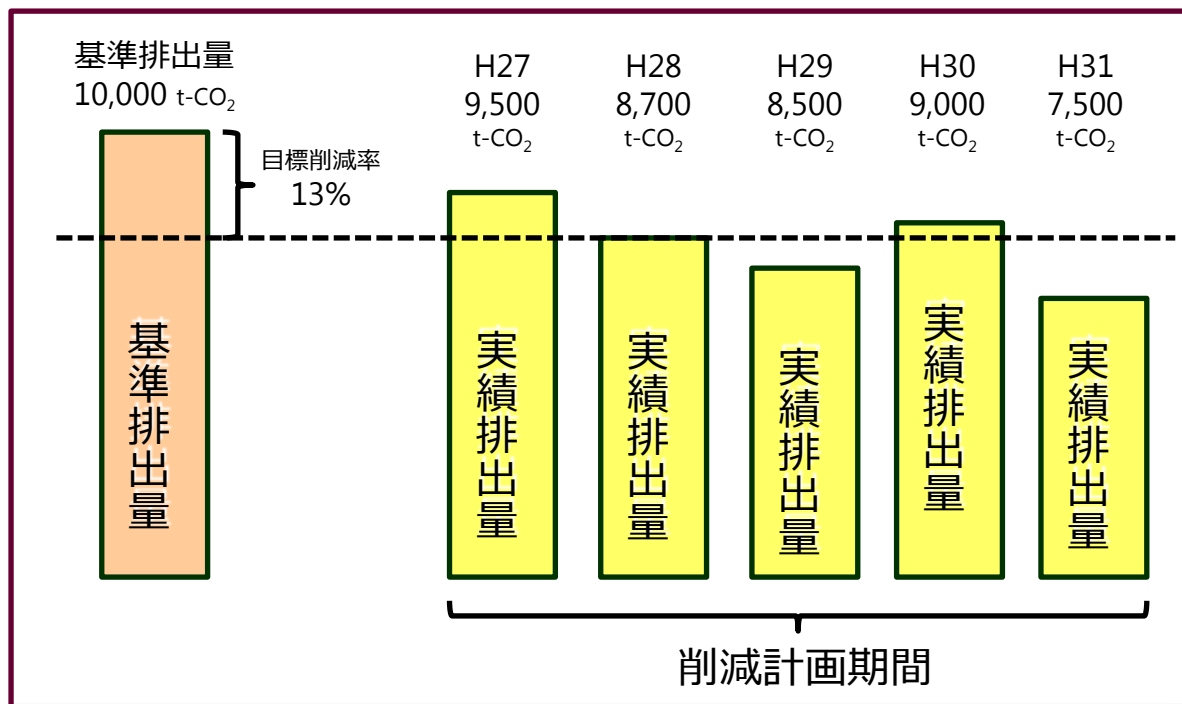 基準排出量
10,000 t-CO₂
目標削減率
13%
H27
9,500
t-CO₂
H28
8,700
t-CO₂
H29
8,500
t-CO₂
H30
9,000
t-CO₂
H31
7,500
t-CO₂
基準排出量
実績排出量
実績排出量
実績排出量
実績排出量
実績排出量
削減計画期間